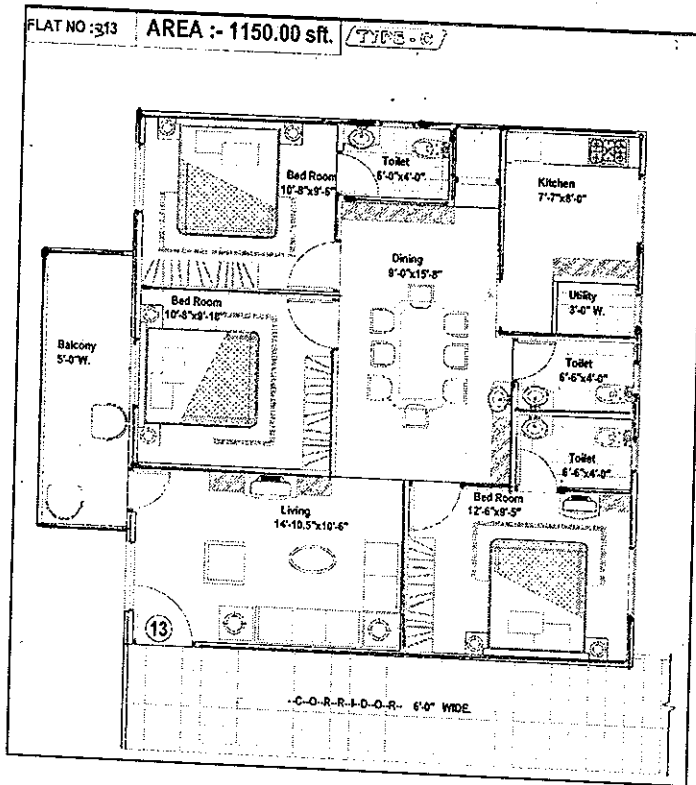 FLAT NO :313 AREA :- 1150.00 sft. TYPE - C
Bed Room
10'-8"x9'-6"
Toilet
6'-0"x4'-0"
Kitchen
7'-7"x8'-0"
Dining
9'-0"x15'-8"
Utility
3'-0" W.
Bed Room
10'-8"x9'-10"
Balcony
5'-0"W.
Toilet
6'-6"x4'-0"
Toilet
6'-6"x4'-0"
Living
14'-10.5"x10'-6"
Bed Room
12'-6"x9'-5"
13
C-O-R-R-I-D-O-R- 6'-0" WIDE